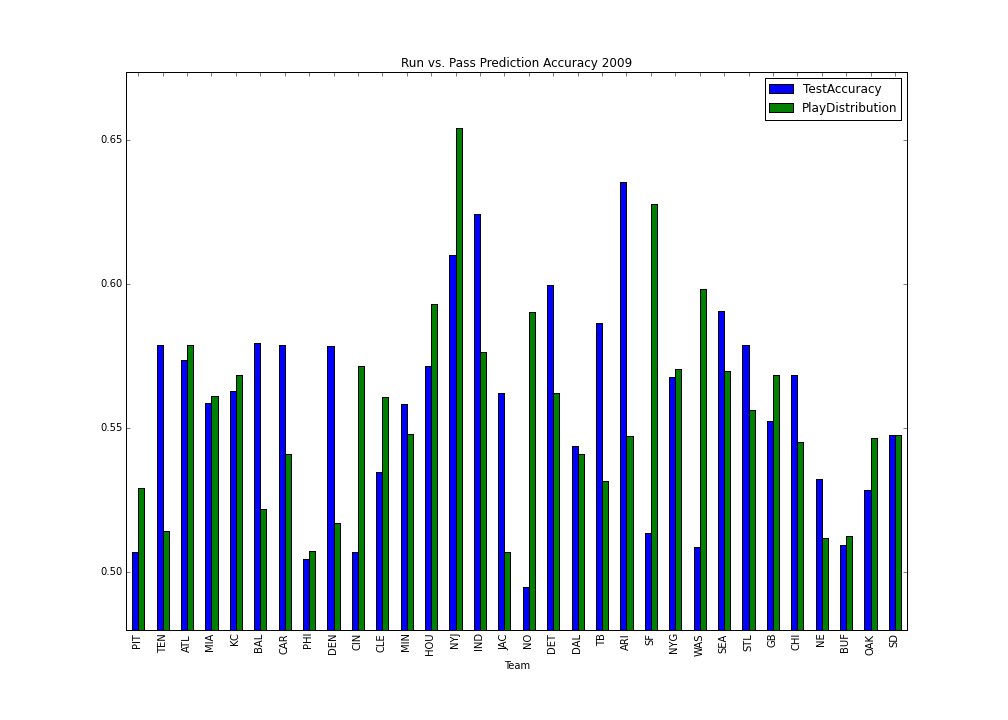 Run vs. Pass Prediction Accuracy 2009
TestAccuracy
PlayDistribution
0.65
0.60
0.55
0.50
PIT TEN ATL MIA KC BAL CAR PHI DEN CIN CLE MIN HOU NYJ IND JAC NO DET DAL TB ARI SF NYG WAS SEA STL GB CHI NE BUF OAK SD
Team